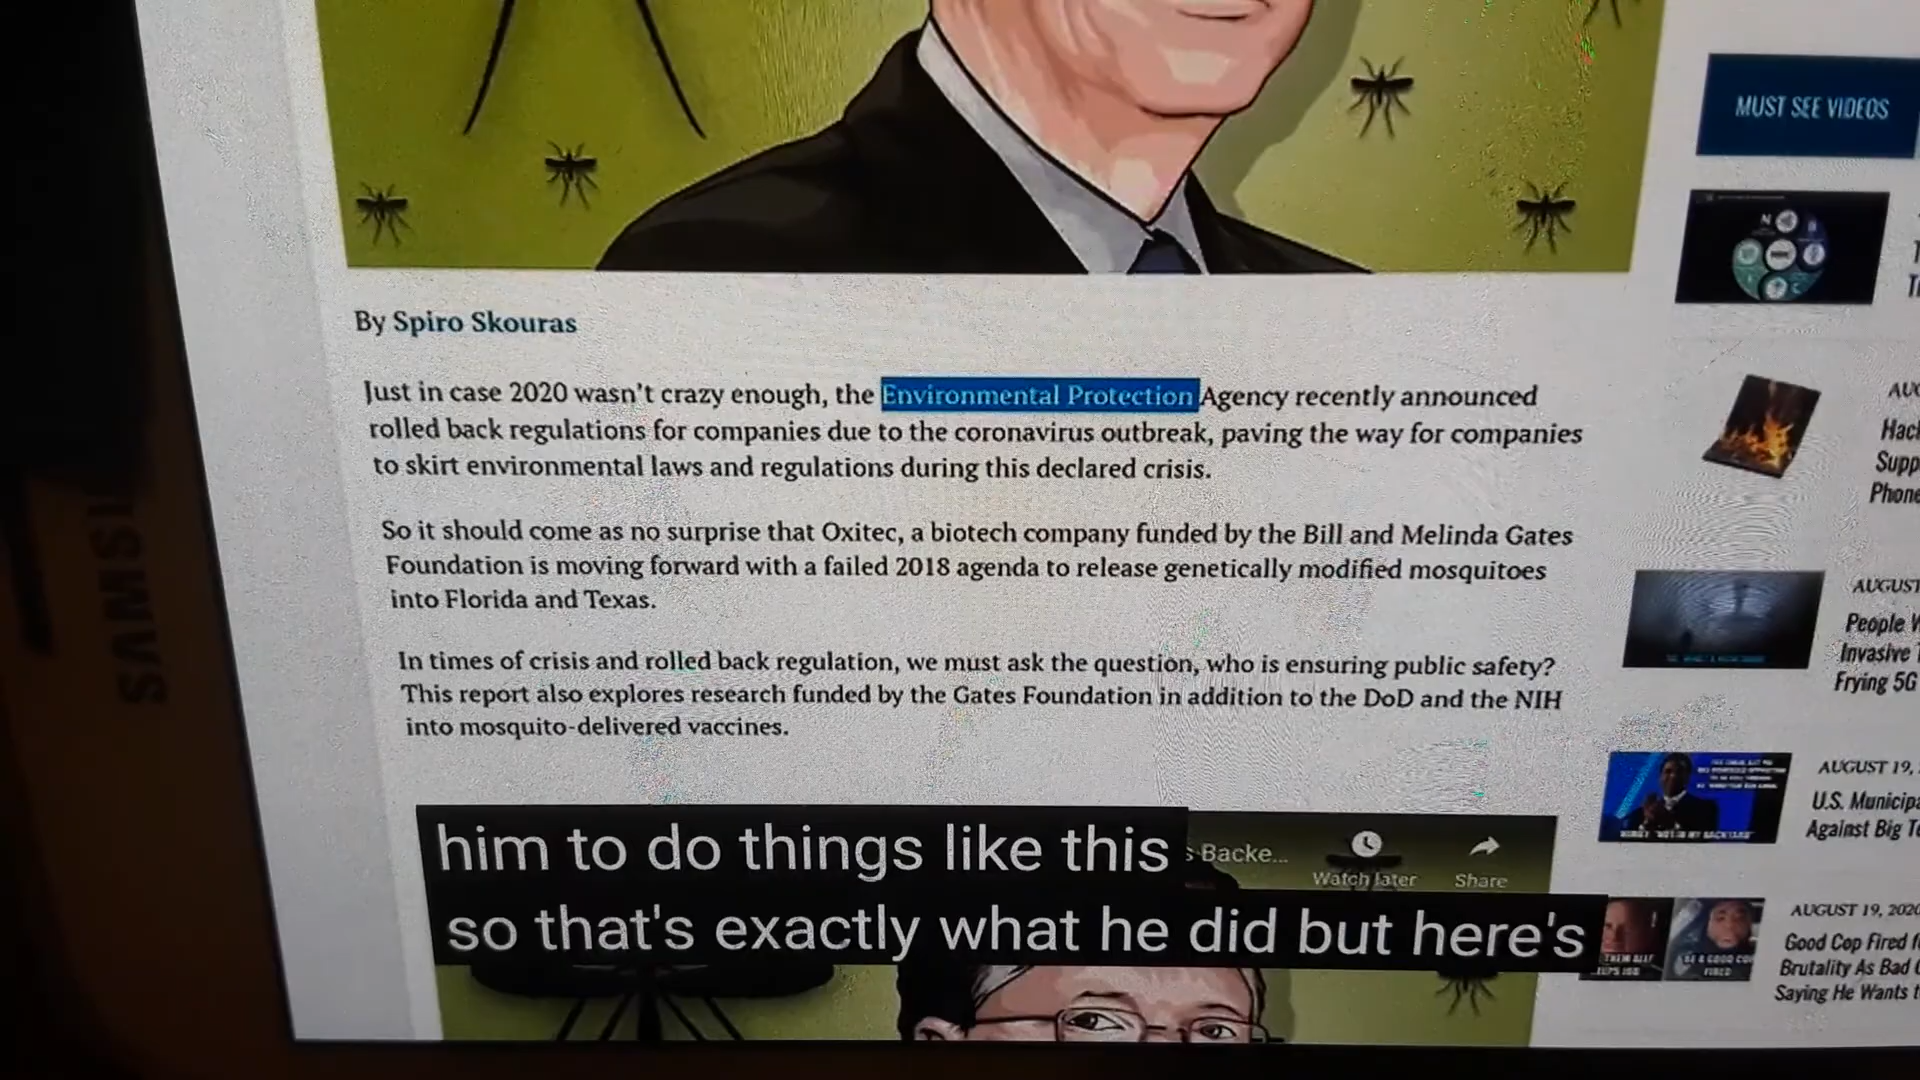 MUST SEE VIDEOS
By Spiro Skouras
Just in case 2020 wasn't crazy enough, the Environmental Protection Agency recently announced
rolled back regulations for companies due to the coronavirus outbreak, paving the way for companies
to skirt environmental laws and regulations during this declared crisis.
So it should come as no surprise that Oxitec, a biotech company funded by the Bill and Melinda Gates
Foundation is moving forward with a failed 2018 agenda to release genetically modified mosquitoes
into Florida and Texas.
In times of crisis and rolled back regulation, we must ask the question, who is ensuring public safety?
This report also explores research funded by the Gates Foundation in addition to the DoD and the NIH
into mosquito-delivered vaccines.
s Backe...
Watch later
Share
him to do things like this
so that's exactly what he did but here's
AUGUST
People
Invasive
Frying 5G
AUGUST 19,
U.S.
Against Big
AUGUST 19, 2020
Good Cop Fired
Brutality As Bad
Saying He Wants
SAMS